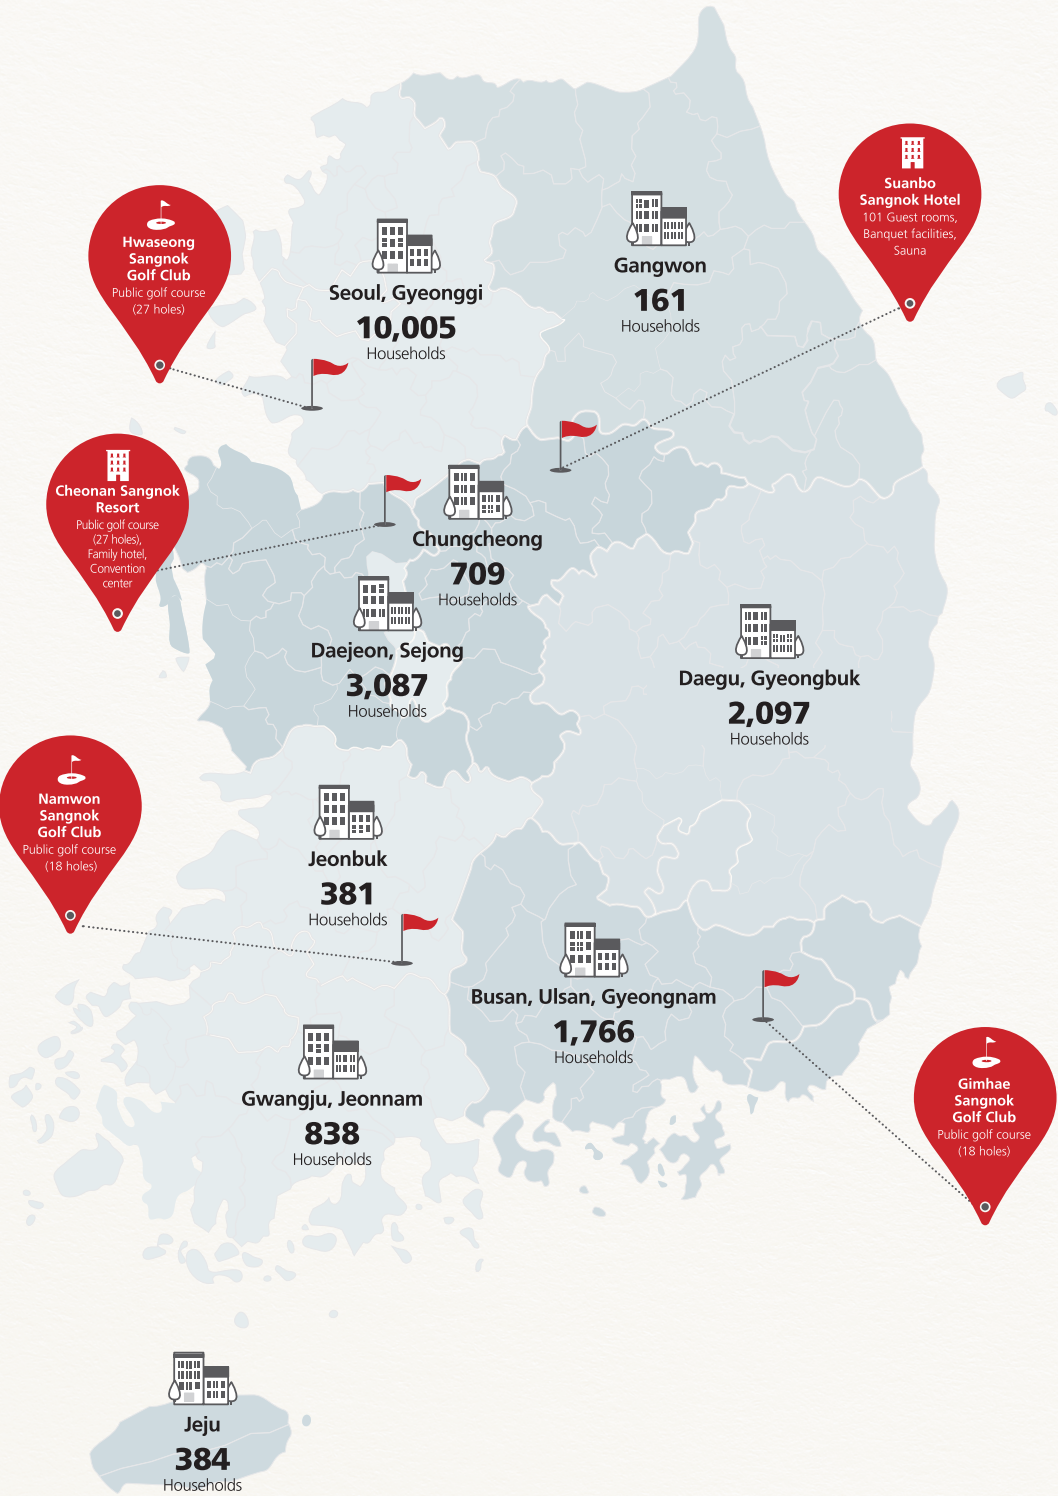 Suanbo
Sangnok Hotel
101 Guest rooms,
Banquet facilities,
Sauna
Hwaseong
Sangnok
Golf Club
Public golf course
(27 holes)
Gangwon
161
Households
Seoul, Gyeonggi
10,005
Households
Cheonan Sangnok
Resort
Public golf course
(27 holes),
Family hotel,
Convention
center
Chungcheong
709
Households
Daejeon, Sejong
3,087
Households
Daegu, Gyeongbuk
2,097
Households
Namwon
Sangnok
Golf Club
Public golf course
(18 holes)
Jeonbuk
381
Households
Busan, Ulsan, Gyeongnam
1,766
Households
Gwangju, Jeonnam
838
Households
Gimhae
Sangnok
Golf Club
Public golf course
(18 holes)
Jeju
384
Households